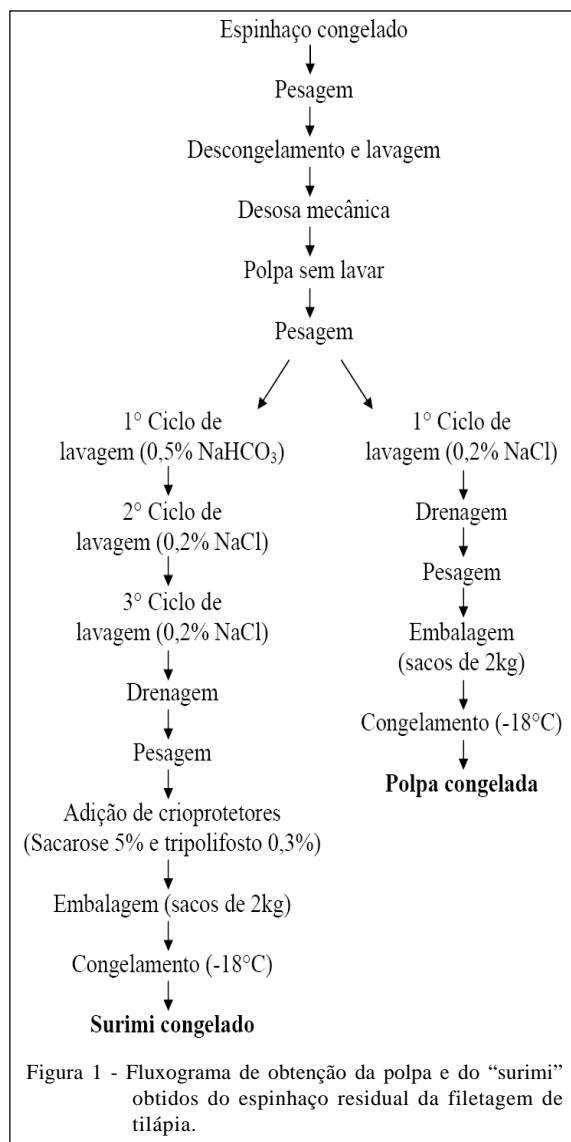 Espinhaço congelado
Pesagem
Descongelamento e lavagem
Desosa mecânica
Polpa sem lavar
Pesagem
1° Ciclo de
lavagem (0,5% NaHCO₃)
2° Ciclo de
lavagem (0,2% NaCl)
3° Ciclo de
lavagem (0,2% NaCl)
Drenagem
Pesagem
Adição de crioprotetores
(Sacarose 5% e tripolifosto 0,3%)
Embalagem (sacos de 2kg)
Congelamento (-18°C)
Surimi congelado
1° Ciclo de
lavagem (0,2% NaCl)
Drenagem
Pesagem
Embalagem
(sacos de 2kg)
Congelamento (-18°C)
Polpa congelada
Figura 1 - Fluxograma de obtenção da polpa e do “surimi”
obtidos do espinhaço residual da filetagem de
tilápia.